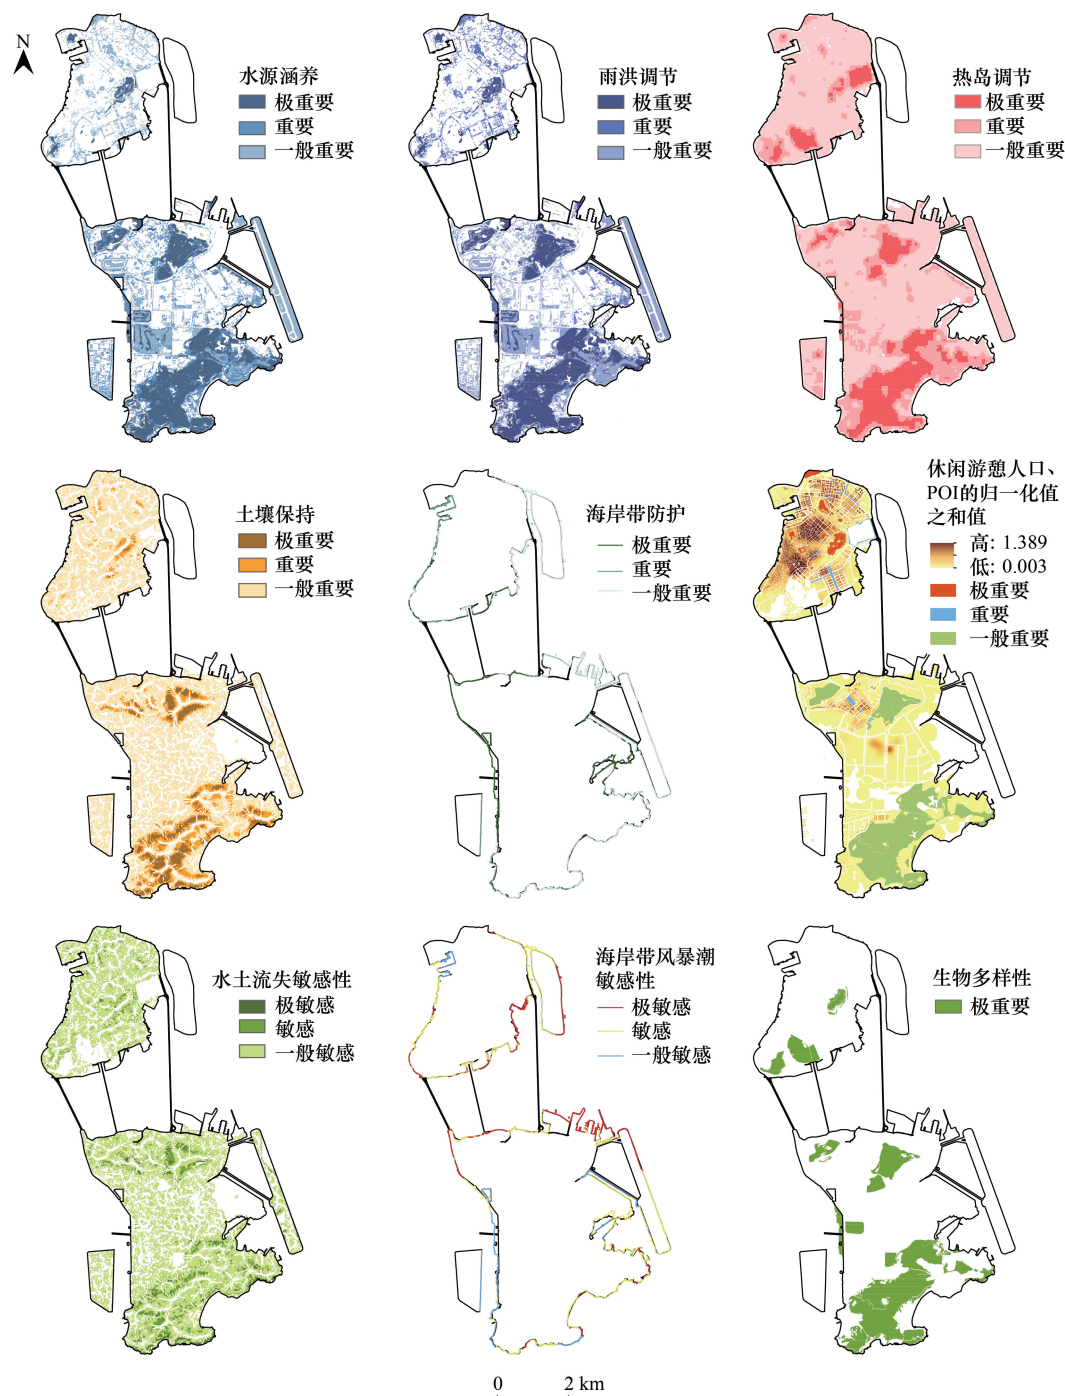 N
水源涵养
极重要
重要
一般重要
雨洪调节
极重要
重要
一般重要
热岛调节
极重要
重要
一般重要
土壤保持
极重要
重要
一般重要
海岸带防护
极重要
重要
一般重要
休闲游憩人口、
POI的归一化值
之和值
高: 1.389
低: 0.003
极重要
重要
一般重要
水土流失敏感性
极敏感
敏感
一般敏感
海岸带风暴潮
敏感性
极敏感
敏感
一般敏感
生物多样性
极重要
0 2 km